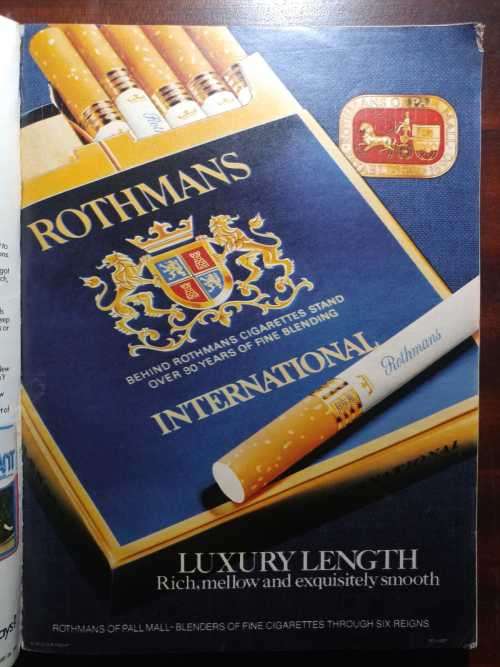 ROTHMANS
BEHIND ROTHMANS CIGARETTES STAND
OVER 90 YEARS OF FINE BLENDING
INTERNATIONAL
Rothmans
LUXURY LENGTH
Rich, mellow and exquisitely smooth
ROTHMANS OF PALL MALL-BLENDERS OF FINE CIGARETTES THROUGH SIX REIGNS